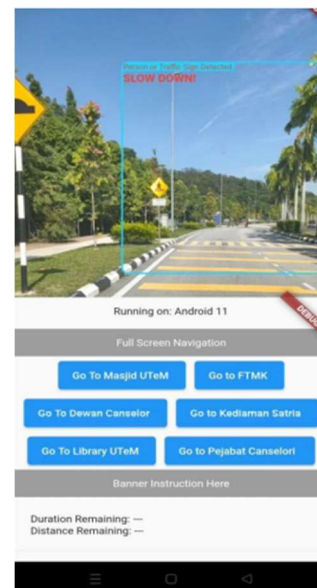 Person or Traffic Sign Detected
SLOW DOWN!
Running on: Android 11
DEBUG
Full Screen Navigation
Go To Masjid UTeM
Go to FTMK
Go To Dewan Canselor
Go to Kediaman Satria
Go To Library UTeM
Go to Pejabat Canselori
Banner Instruction Here
Duration Remaining: ---
Distance Remaining: ---